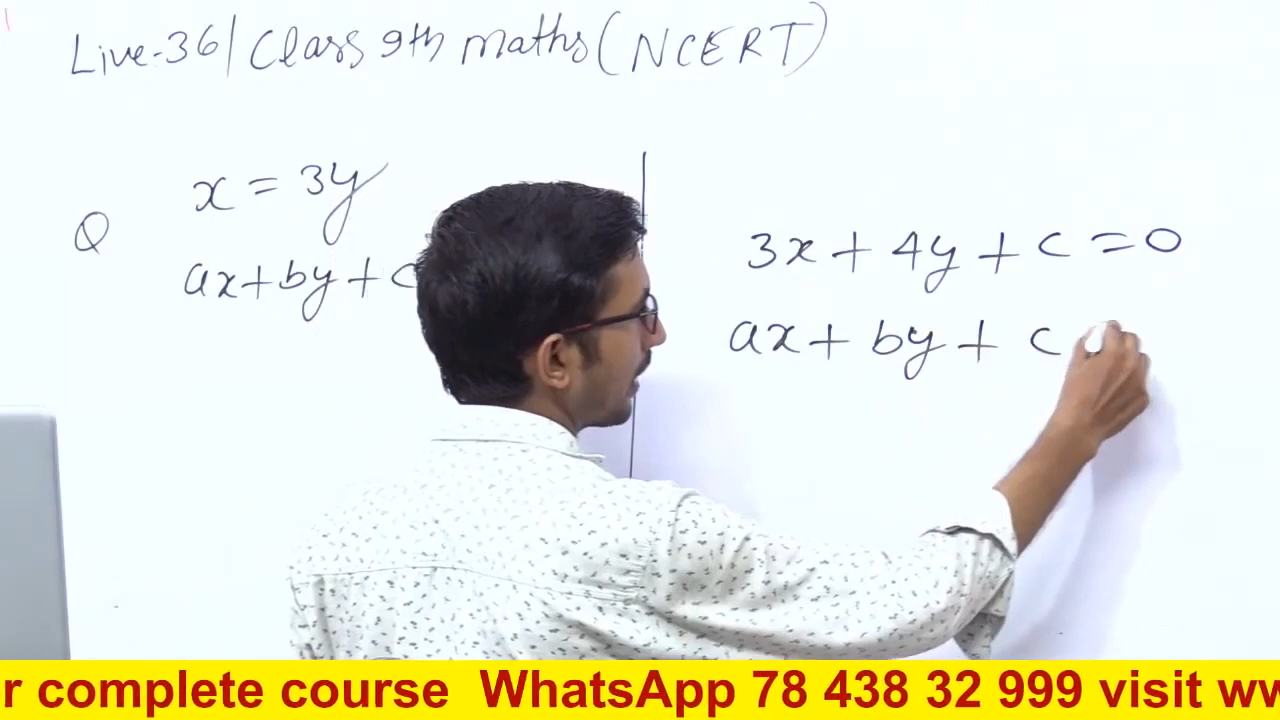 Live-36/Class 9th maths (NCERT)
Q
x = 3y
ax+by+c
3x + 4y + c = 0
ax + by + c
r complete course WhatsApp 78 438 32 999 visit